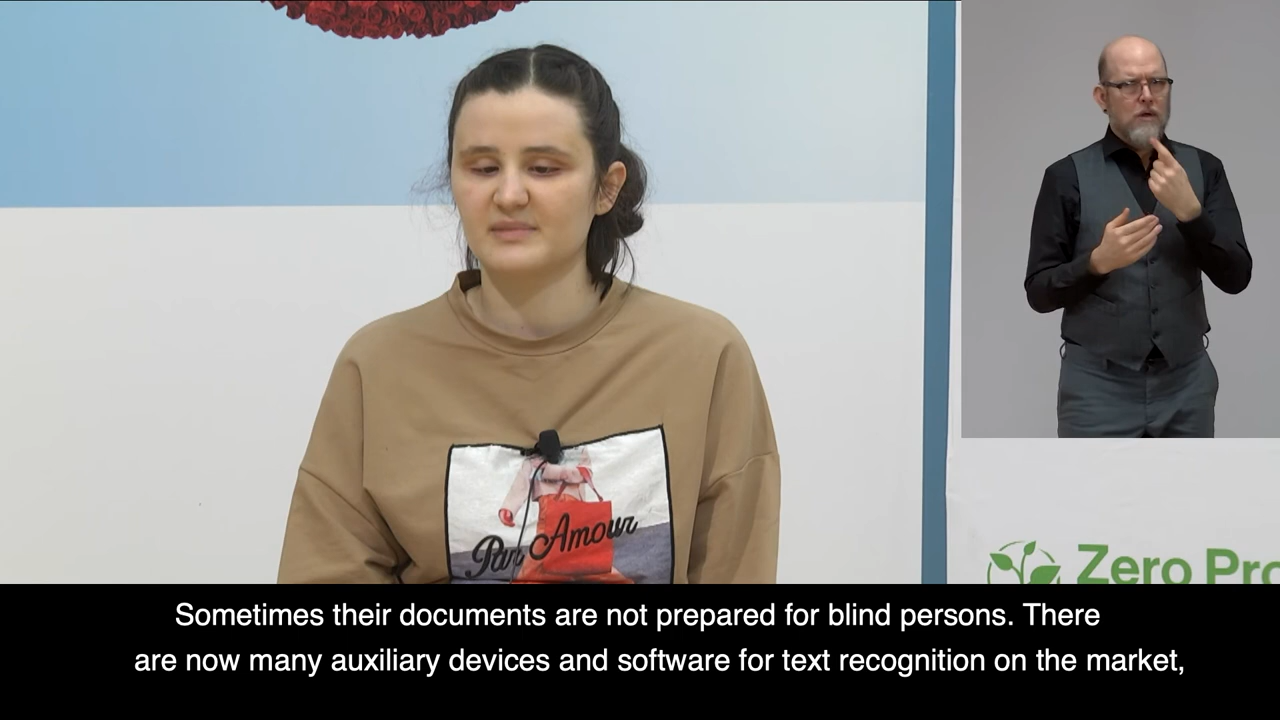 Par Amour
Zero Pro
Sometimes their documents are not prepared for blind persons. There
are now many auxiliary devices and software for text recognition on the market,